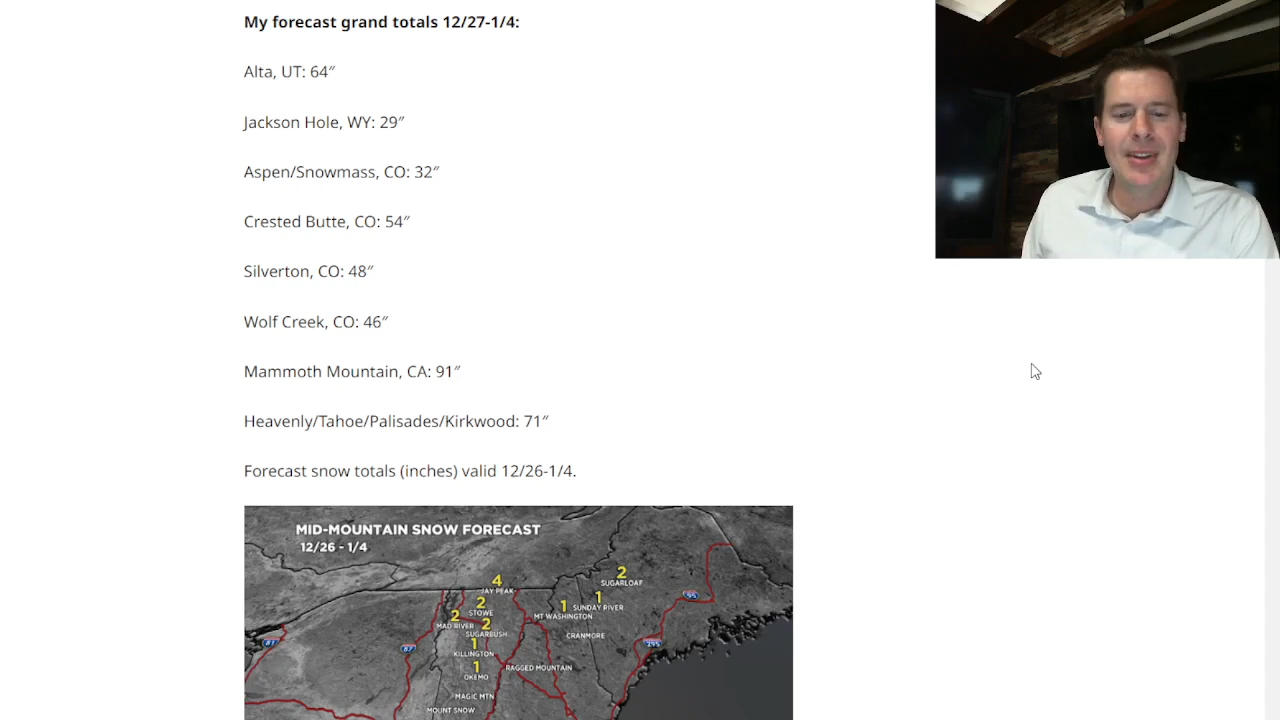 My forecast grand totals 12/27-1/4:
Alta, UT: 64″
Jackson Hole, WY: 29″
Aspen/Snowmass, CO: 32″
Crested Butte, CO: 54″
Silverton, CO: 48″
Wolf Creek, CO: 46″
Mammoth Mountain, CA: 91″
Heavenly/Tahoe/Palisades/Kirkwood: 71″
Forecast snow totals (inches) valid 12/26-1/4.
MID-MOUNTAIN SNOW FORECAST
12/26 - 1/4
4
JAY PEAK
2
SUGARLOAF
2
STOWE
1
SUNDAY RIVER
1
MT WASHINGTON
2
MAD RIVER
2
SUGARBUSH
CRANMORE
1
KILLINGTON
1
OKEMO
RAGGED MOUNTAIN
MAGIC MTN
MOUNT SNOW
81
87
95
295